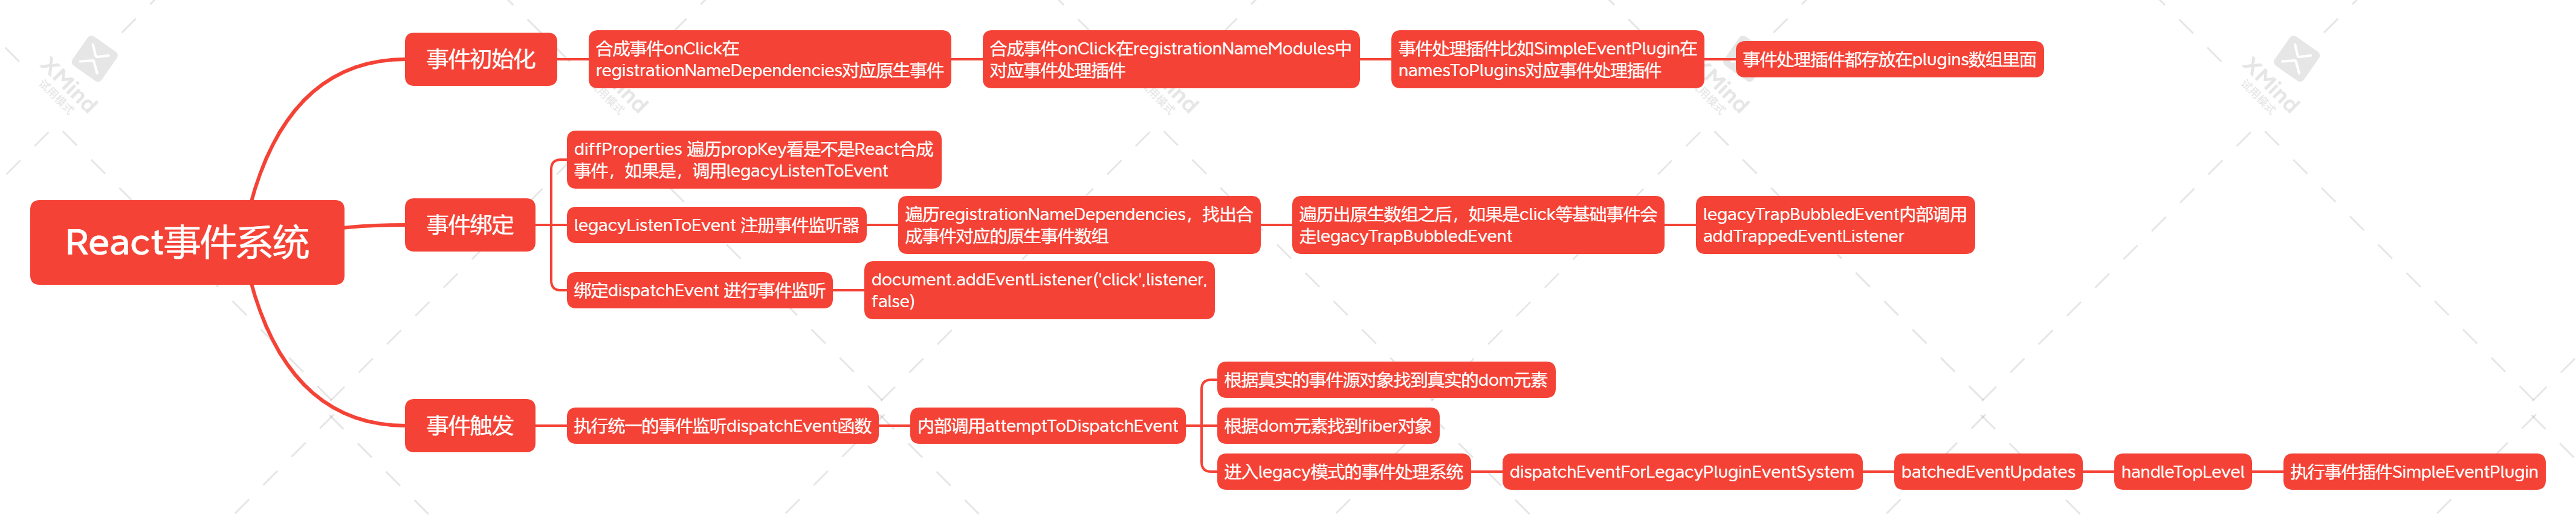 React事件系统
事件初始化
合成事件onClick在
registrationNameDependencies对应原生事件
合成事件onClick在registrationNameModules中
对应事件处理插件
事件处理插件比如SimpleEventPlugin在
namesToPlugins对应事件处理插件
事件处理插件都存放在plugins数组里面
事件绑定
diffProperties 遍历propKey看是不是React合成
事件，如果是，调用legacyListenToEvent
legacyListenToEvent 注册事件监听器
遍历registrationNameDependencies，找出合
成事件对应的原生事件数组
遍历出原生数组之后，如果是click等基础事件会
走legacyTrapBubbledEvent
legacyTrapBubbledEvent内部调用
addTrappedEventListener
绑定dispatchEvent 进行事件监听
document.addEventListener('click',listener,
false)
事件触发
执行统一的事件监听dispatchEvent函数
内部调用attemptToDispatchEvent
根据真实的事件源对象找到真实的dom元素
根据dom元素找到fiber对象
进入legacy模式的事件处理系统
dispatchEventForLegacyPluginEventSystem
batchedEventUpdates
handleTopLevel
执行事件插件SimpleEventPlugin
XMind
试用模式
XMind
试用模式